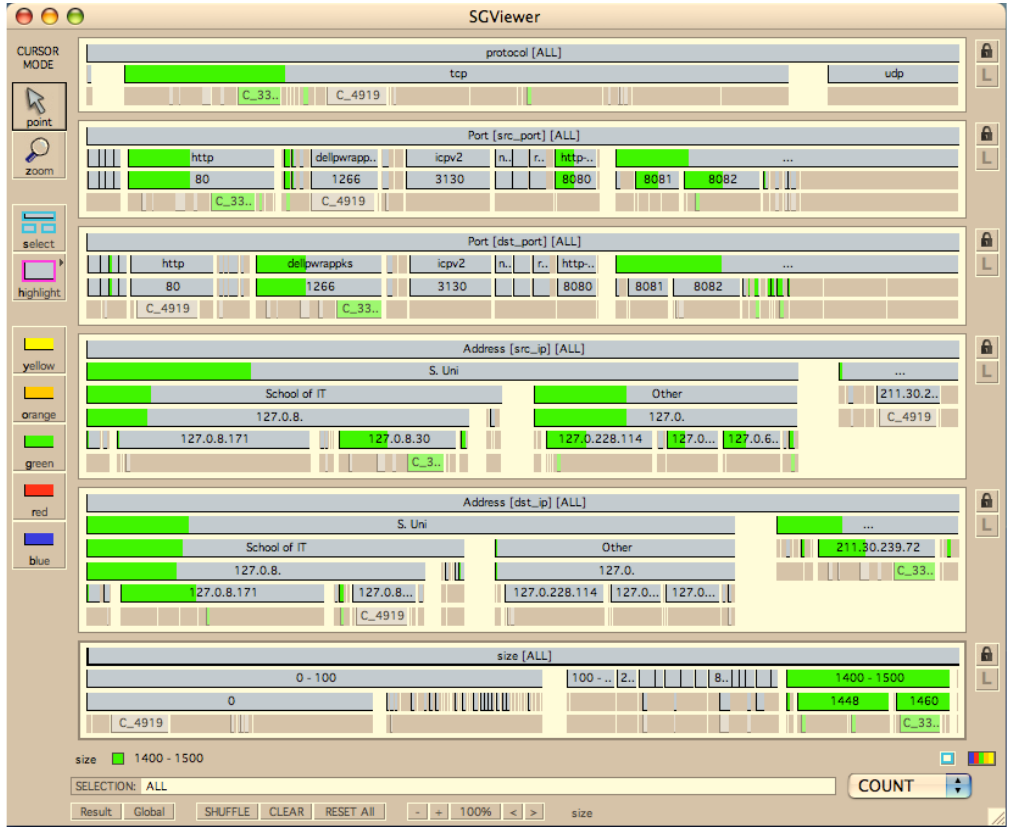 SGViewer
CURSOR
MODE
point
zoom
select
highlight
yellow
orange
green
red
blue
protocol [ALL]
tcp udp
C_33.. C_4919
L
Port [src_port] [ALL]
http dellpwrapp.. icpv2 n.. r.. http-.. ...
80 1266 3130 8080 8081 8082
C_33.. C_4919
L
Port [dst_port] [ALL]
http dellpwrappks icpv2 n.. r.. http-.. ...
80 1266 3130 8080 8081 8082
C_4919 C_33..
L
Address [src_ip] [ALL]
S. Uni ...
School of IT Other 211.30.2..
127.0.8. 127.0. C_4919
127.0.8.171 127.0.8.30 127.0.228.114 127.0... 127.0.6..
C_3..
L
Address [dst_ip] [ALL]
S. Uni ...
School of IT Other 211.30.239.72
127.0.8. 127.0. C_33..
127.0.8.171 127.0.8... 127.0.228.114 127.0... 127.0...
C_4919
L
size [ALL]
0 - 100 100 - .. 2.. 8.. 1400 - 1500
0 1448 1460
C_4919 C_33..
L
size 1400 - 1500
SELECTION: ALL COUNT
Result Global SHUFFLE CLEAR RESET All - + 100% < > size